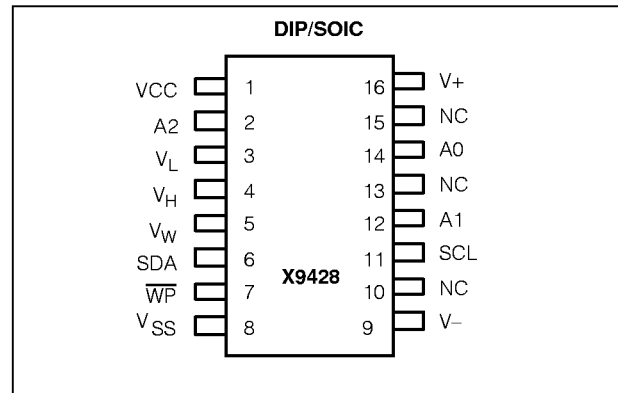 DIP/SOIC
VCC 1 16 V+
A2 2 15 NC
VL 3 14 A0
VH 4 13 NC
VW 5 12 A1
SDA 6 11 SCL
W̅P̅ 7 X9428 10 NC
VSS 8 9 V–